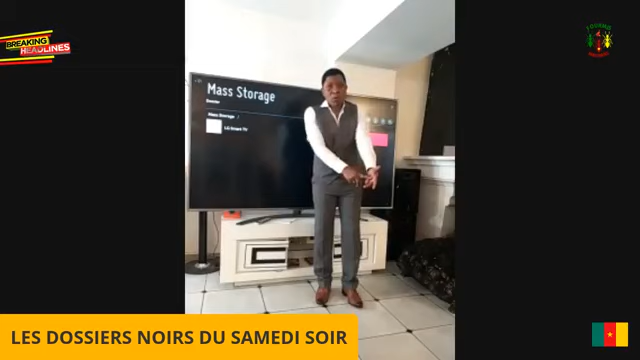 BREAKING
HEADLINES
Mass Storage
Mass Storage /
LG Smart TV
LES DOSSIERS NOIRS DU SAMEDI SOIR